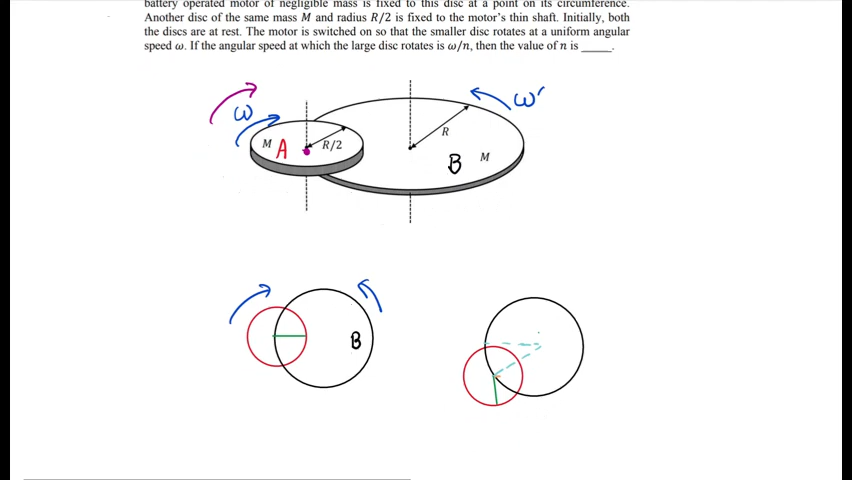 battery operated motor of negligible mass is fixed to this disc at a point on its circumference.
Another disc of the same mass M and radius R/2 is fixed to the motor's thin shaft. Initially, both
the discs are at rest. The motor is switched on so that the smaller disc rotates at a uniform angular
speed ω. If the angular speed at which the large disc rotates is ω/n, then the value of n is _____.
ω
ω'
M A R/2
R
B M
B